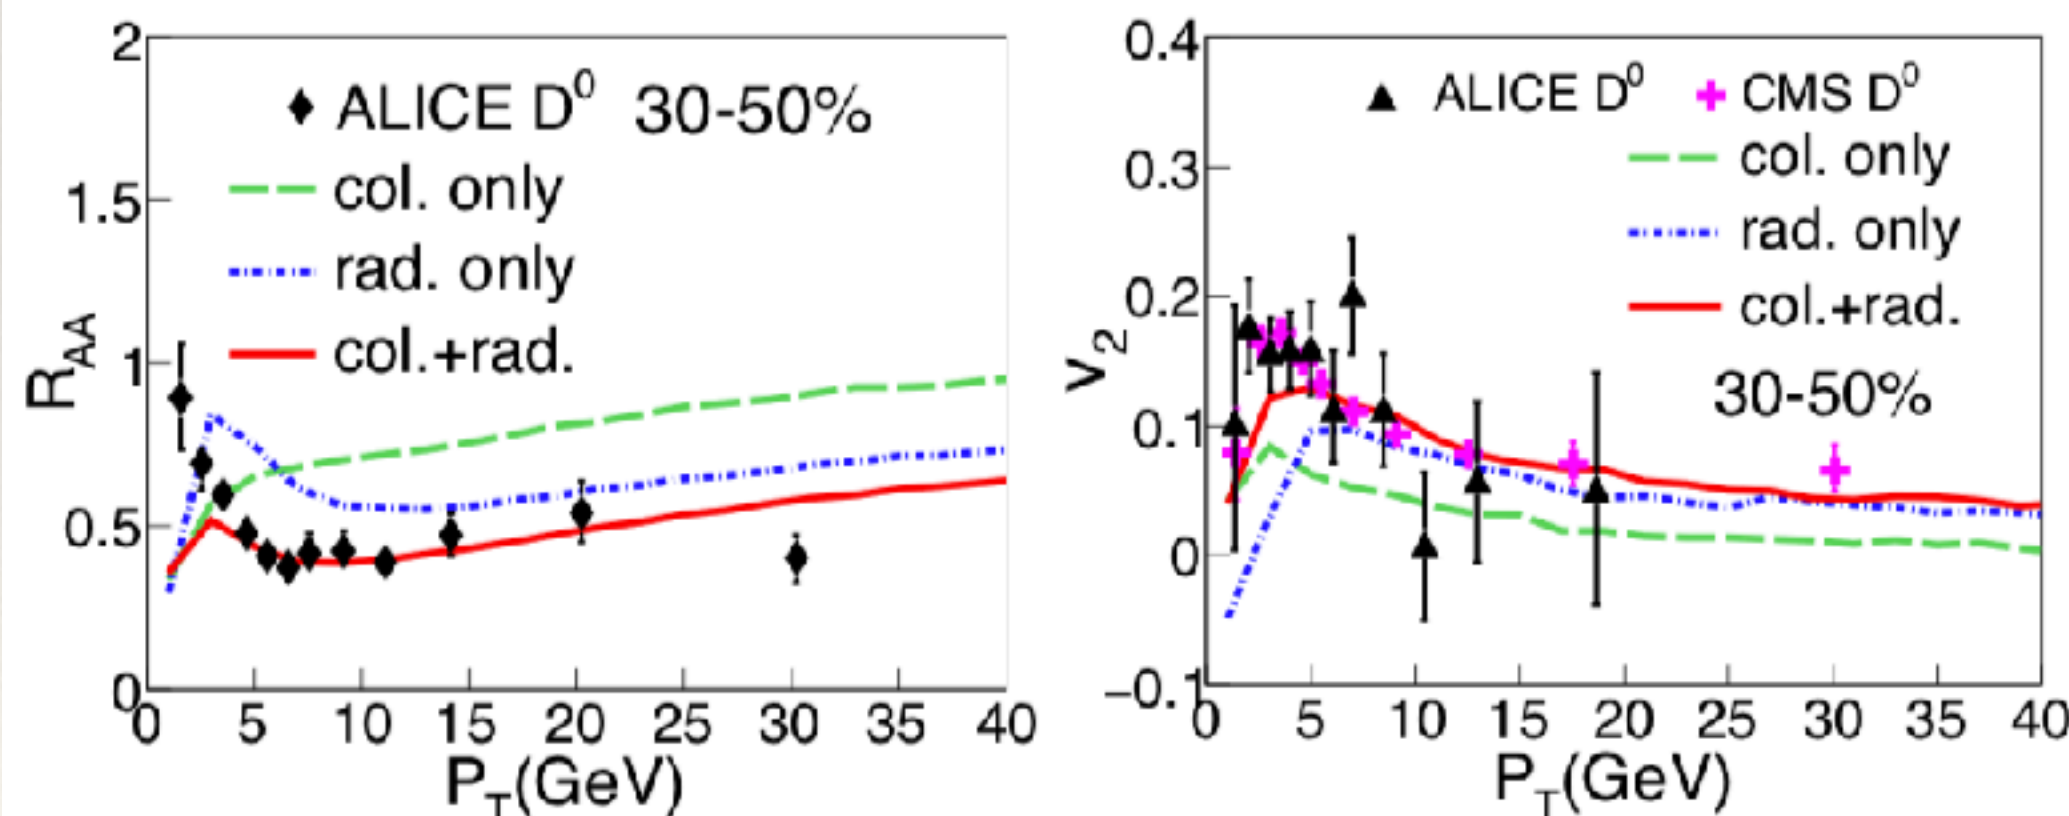 2
1.5
1
0.5
0
R_AA
ALICE D⁰ 30-50%
col. only
rad. only
col.+rad.
0 5 10 15 20 25 30 35 40
P_T(GeV)
0.4
0.3
0.2
0.1
0
−0.1
v_2
ALICE D⁰ CMS D⁰
col. only
rad. only
col.+rad.
30-50%
0 5 10 15 20 25 30 35 40
P_T(GeV)